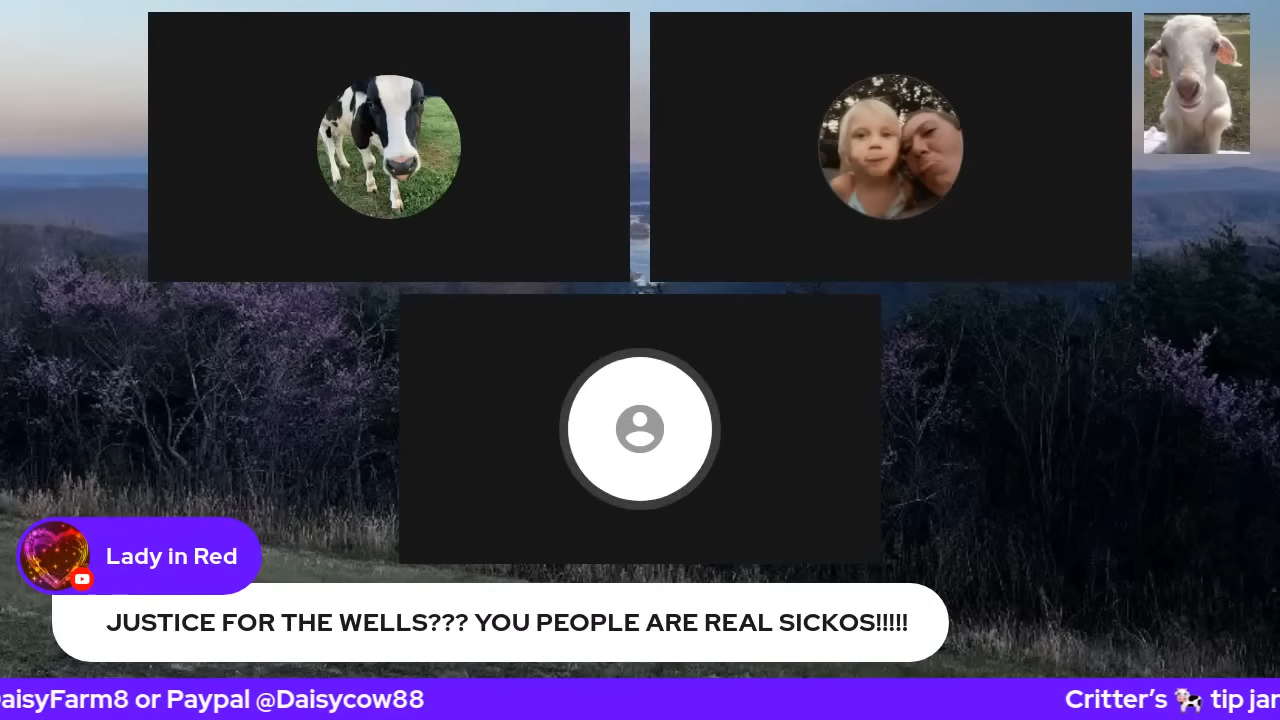 Lady in Red
JUSTICE FOR THE WELLS??? YOU PEOPLE ARE REAL SICKOS!!!!!
aisyFarm8 or Paypal @Daisycow88
Critter’s 🐄 tip jar